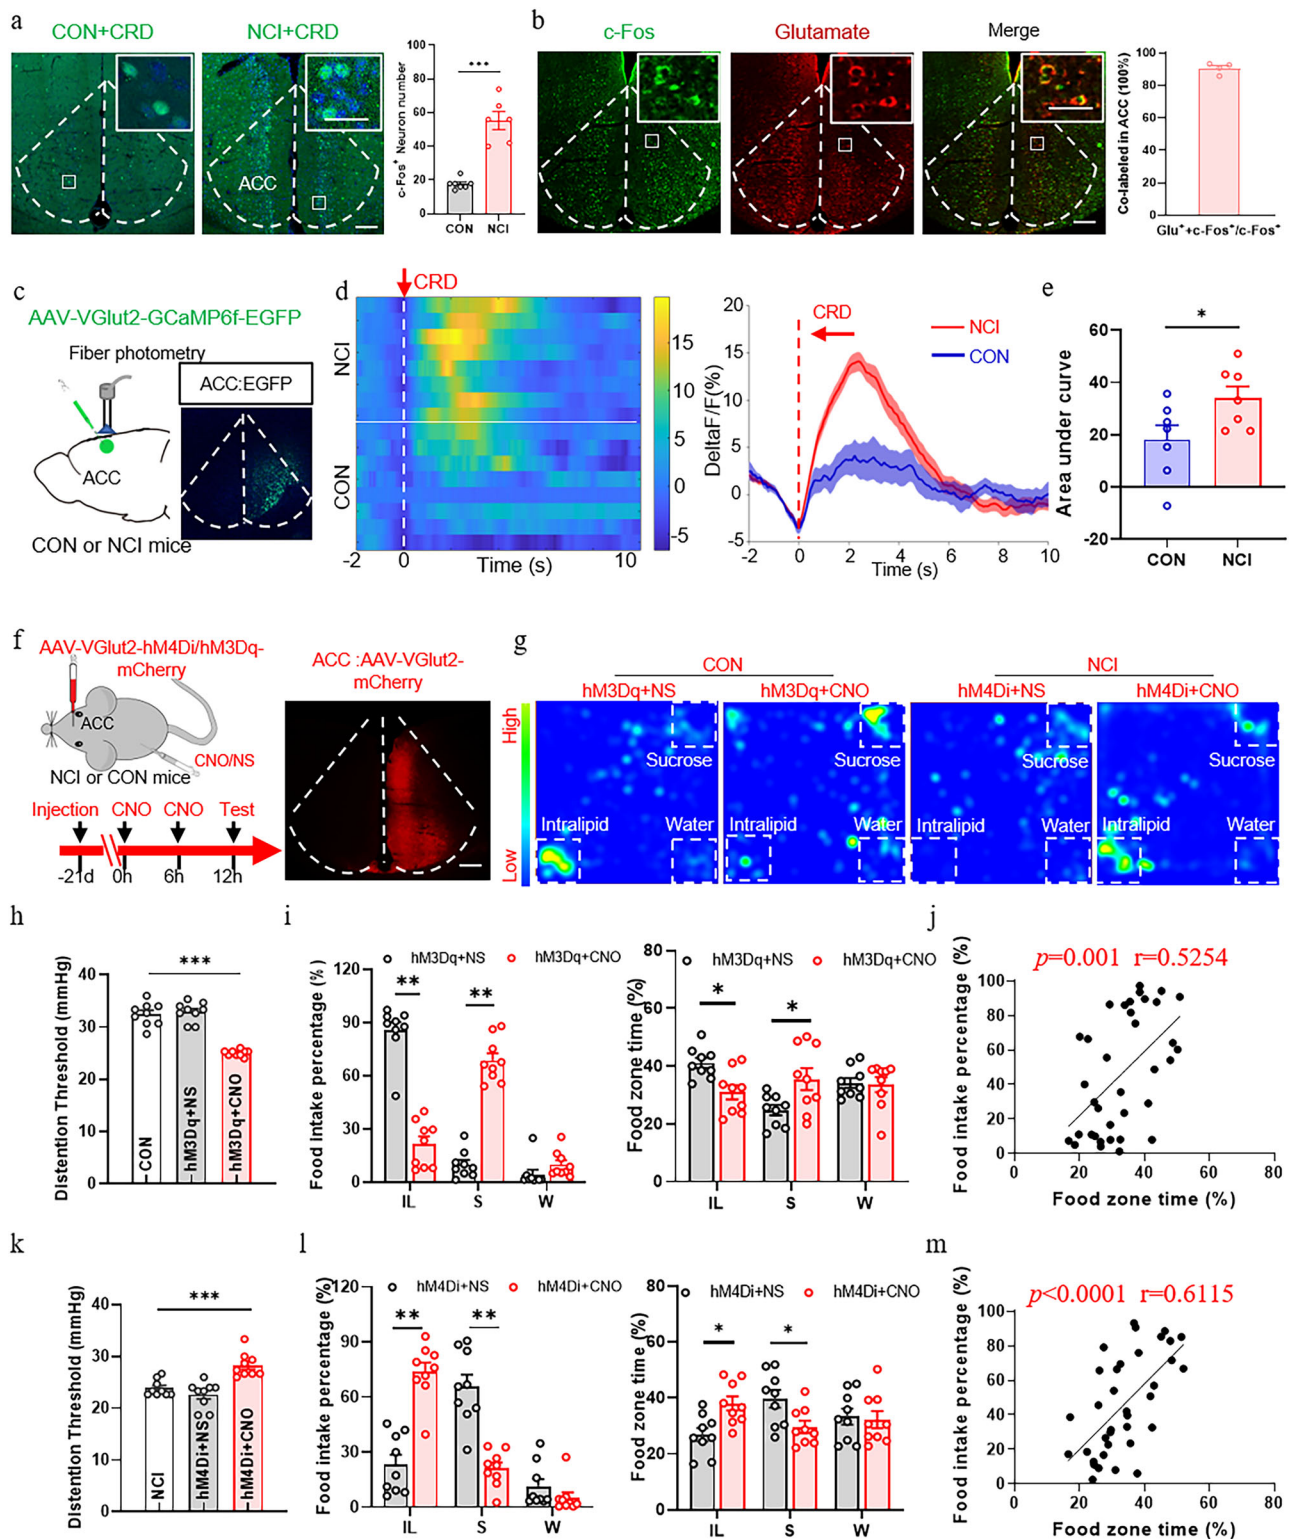 a
CON+CRD
NCI+CRD
ACC
c-Fos⁺ Neuron number
100
80
60
40
20
0
***
CON
NCI
b
c-Fos
Glutamate
Merge
Co-labeled in ACC (100%)
100
80
60
40
20
0
Glu⁺+c-Fos⁺/c-Fos⁺
c
AAV-VGlut2-GCaMP6f-EGFP
Fiber photometry
ACC:EGFP
ACC
CON or NCI mice
d
CRD
NCI
CON
-2
0
10
Time (s)
15
10
5
0
-5
DeltaF/F(%)
20
15
10
5
0
-5
CRD
NCI
CON
-2
0
2
4
6
8
10
Time (s)
e
Area under curve
60
40
20
0
-20
*
CON
NCI
f
AAV-VGlut2-hM4Di/hM3Dq-
mCherry
ACC
CNO/NS
NCI or CON mice
Injection
CNO
CNO
Test
-21d
0h
6h
12h
ACC :AAV-VGlut2-
mCherry
g
High
Low
CON
NCI
hM3Dq+NS
hM3Dq+CNO
hM4Di+NS
hM4Di+CNO
Sucrose
Sucrose
Sucrose
Sucrose
Intralipid
Water
Intralipid
Water
Intralipid
Water
Intralipid
Water
h
Distention Threshold (mmHg)
40
30
20
10
0
***
CON
hM3Dq+NS
hM3Dq+CNO
i
Food Intake percentage (%)
120
90
60
30
0
hM3Dq+NS
hM3Dq+CNO
**
**
IL
S
W
Food zone time (%)
80
60
40
20
0
hM3Dq+NS
hM3Dq+CNO
*
*
IL
S
W
j
p=0.001 r=0.5254
Food intake percentage (%)
100
80
60
40
20
0
0
20
40
60
80
Food zone time (%)
k
Distention Threshold (mmHg)
40
30
20
10
0
***
NCI
hM4Di+NS
hM4Di+CNO
l
Food intake percentage (%)
120
90
60
30
0
hM4Di+NS
hM4Di+CNO
**
**
IL
S
W
Food zone time (%)
80
60
40
20
0
hM4Di+NS
hM4Di+CNO
*
*
IL
S
W
m
p<0.0001 r=0.6115
Food intake percentage (%)
100
80
60
40
20
0
0
20
40
60
80
Food zone time (%)